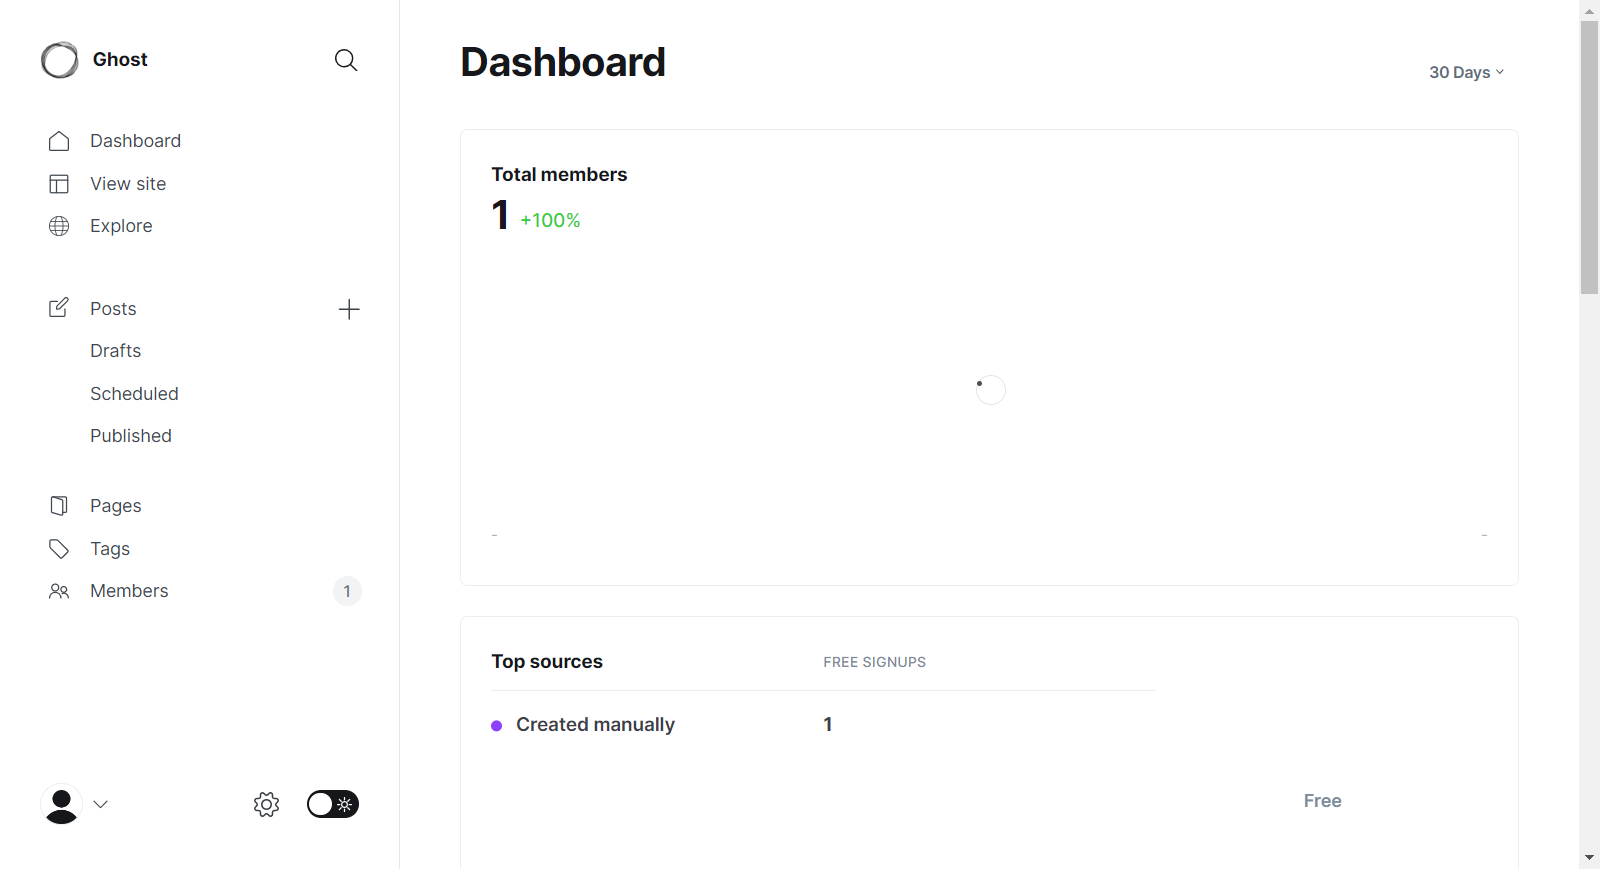 Ghost
Dashboard
View site
Explore
Posts
Drafts
Scheduled
Published
Pages
Tags
Members 1
Dashboard
30 Days
Total members
1 +100%
- -
Top sources FREE SIGNUPS
Created manually 1
Free